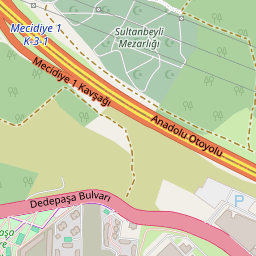 Mecidiye 1
K-3-1
Sultanbeyli
Mezarlığı
Mecidiye 1 Kavşağı
Anadolu Otoyolu
Dedepaşa Bulvarı
P